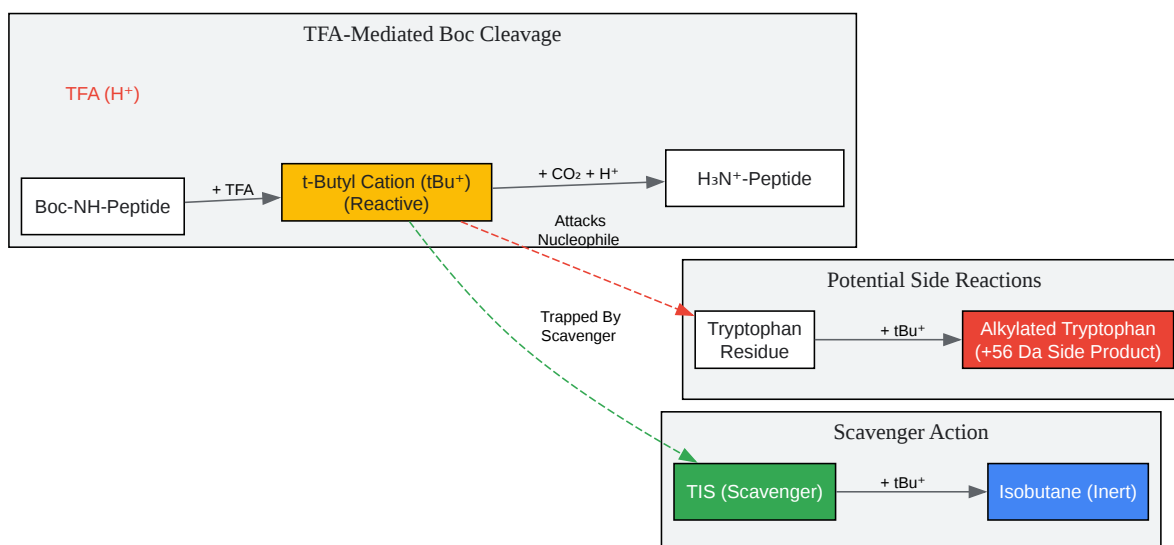 TFA-Mediated Boc Cleavage
TFA (H⁺)
Boc-NH-Peptide
+ TFA
t-Butyl Cation (tBu⁺)
(Reactive)
+ CO₂ + H⁺
H₃N⁺-Peptide
Attacks
Nucleophile
Potential Side Reactions
Trapped By
Scavenger
Tryptophan
Residue
+ tBu⁺
Alkylated Tryptophan
(+56 Da Side Product)
Scavenger Action
TIS (Scavenger)
+ tBu⁺
Isobutane (Inert)